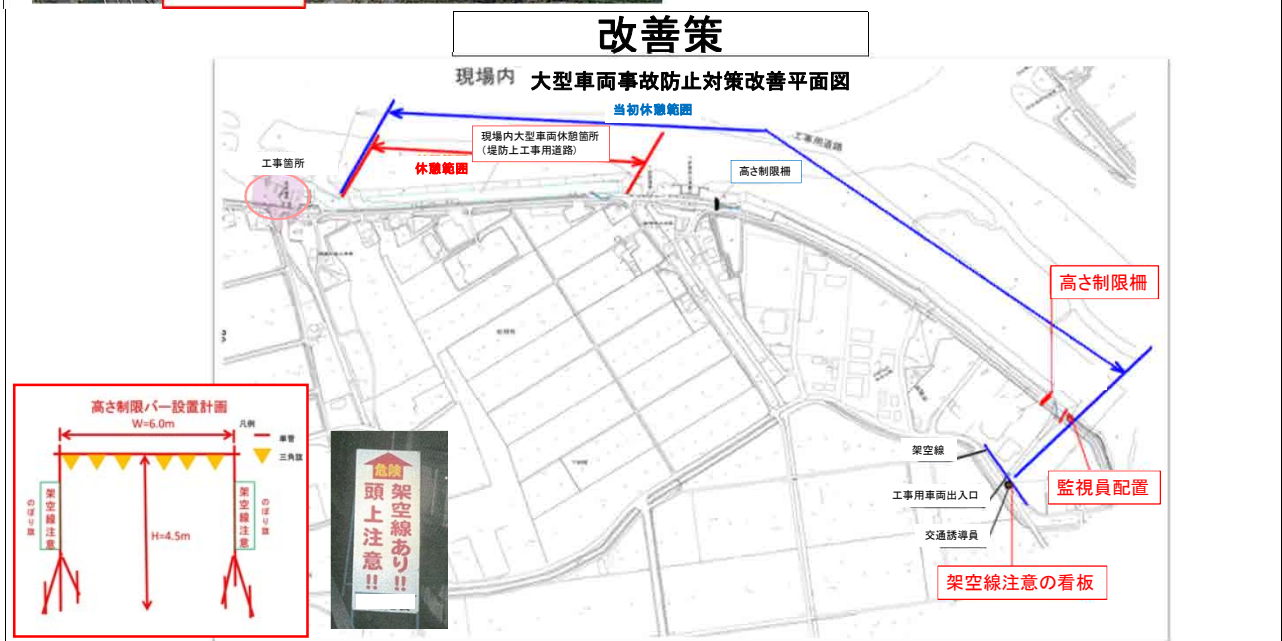 改善策
現場内 大型車両事故防止対策改善平面図
当初休憩範囲
現場内大型車両休憩箇所
（堤防上工事用道路）
休憩範囲
工事用道路
工事箇所
高さ制限柵
高さ制限柵
架空線
工事用車両出入口
交通誘導員
監視員配置
架空線注意の看板
高さ制限バー設置計画
W=6.0m
凡例
単管
三角旗
のぼり旗
架空線注意
H=4.5m
架空線注意
のぼり旗
危険
架空線あり!!
頭上注意!!